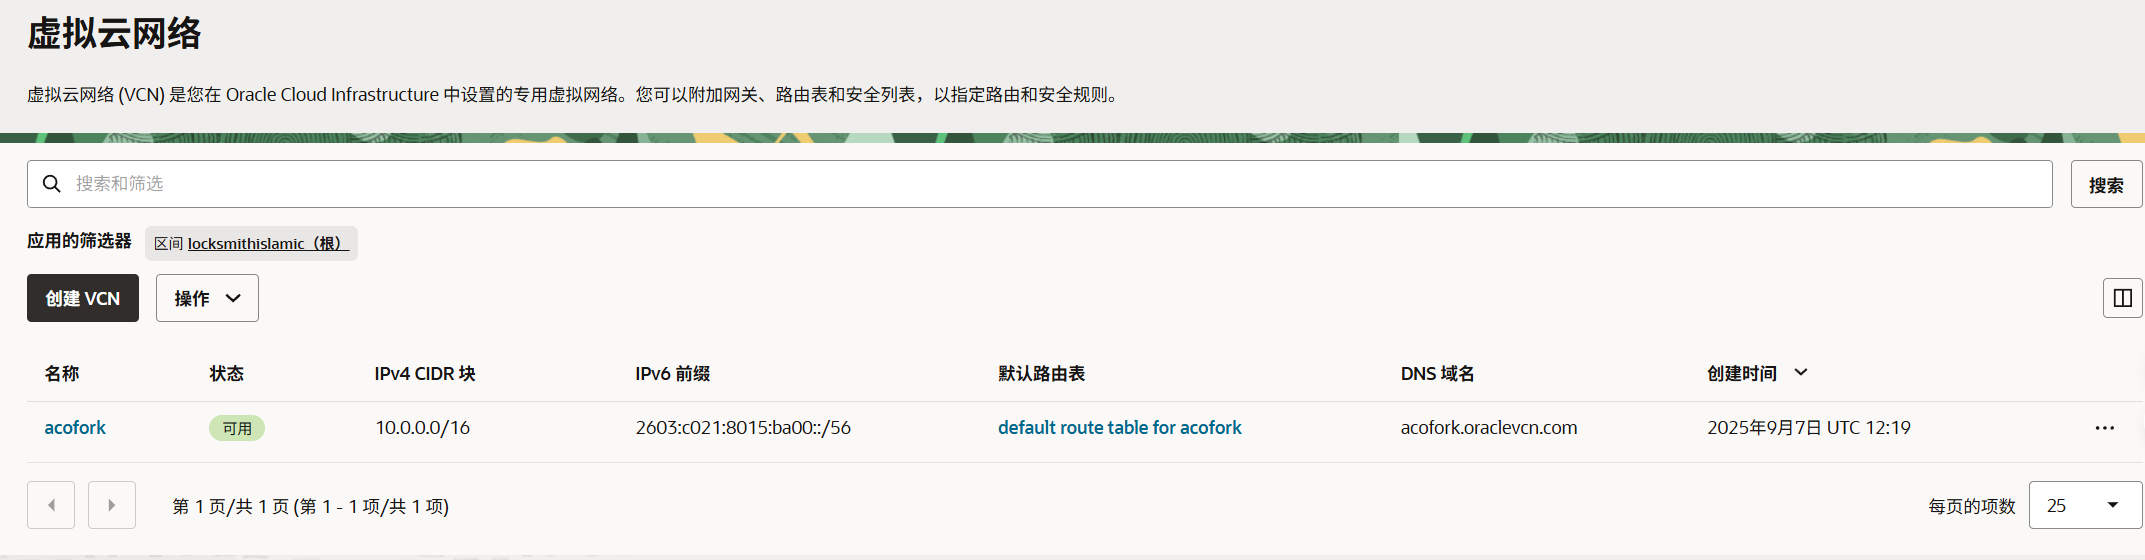 虚拟云网络
虚拟云网络 (VCN) 是您在 Oracle Cloud Infrastructure 中设置的专用虚拟网络。您可以附加网关、路由表和安全列表，以指定路由和安全规则。
搜索和筛选
搜索
应用的筛选器 区间 locksmithislamic（根）
创建 VCN 操作
名称 状态 IPv4 CIDR 块 IPv6 前缀 默认路由表 DNS 域名 创建时间
acofork 可用 10.0.0.0/16 2603:c021:8015:ba00::/56 default route table for acofork acofork.oraclevcn.com 2025年9月7日 UTC 12:19
第 1 页/共 1 页 (第 1 - 1 项/共 1 项) 每页的项数 25